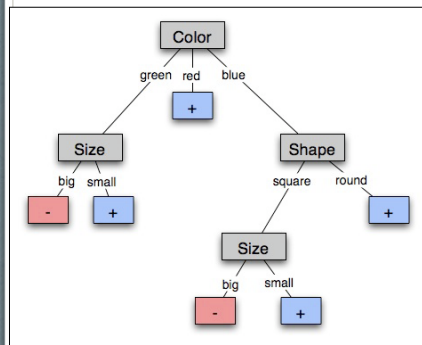 Color
green red blue
+
Size Shape
big small square round
- + +
Size
big small
- +